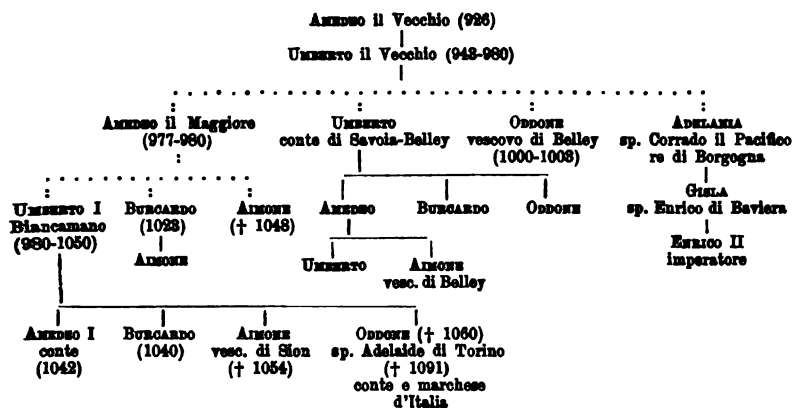 AMEDEO il Vecchio (926)
UMBERTO il Vecchio (943-980)
AMEDEO il Maggiore
(977-980)
UMBERTO
conte di Savoia-Belley
ODDONE
vescovo di Belley
(1000-1003)
ADELANIA
sp. Corrado il Pacifico
re di Borgogna
GISLA
sp. Enrico di Baviera
ENRICO II
imperatore
UMBERTO I
Biancamano
(980-1050)
BURCARDO
(1023)
AIMONE
AIMONE
(† 1048)
AMEDEO
BURCARDO
ODDONE
UMBERTO
AIMONE
vesc. di Belley
AMEDEO I
conte
(1042)
BURCARDO
(1040)
AIMONE
vesc. di Sion
(† 1054)
ODDONE († 1060)
sp. Adelaide di Torino
(† 1091)
conte e marchese
d'Italia